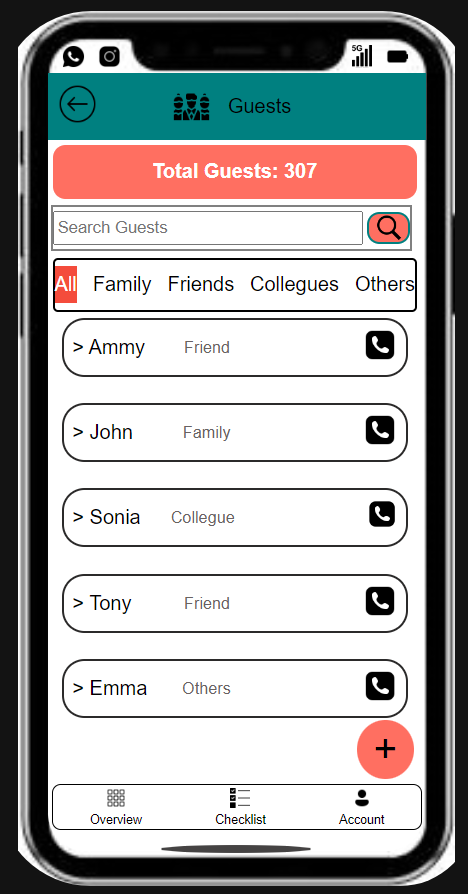 5G
Guests
Total Guests: 307
Search Guests
All Family Friends Collegues Others
> Ammy Friend
> John Family
> Sonia Collegue
> Tony Friend
> Emma Others
+
Overview Checklist Account